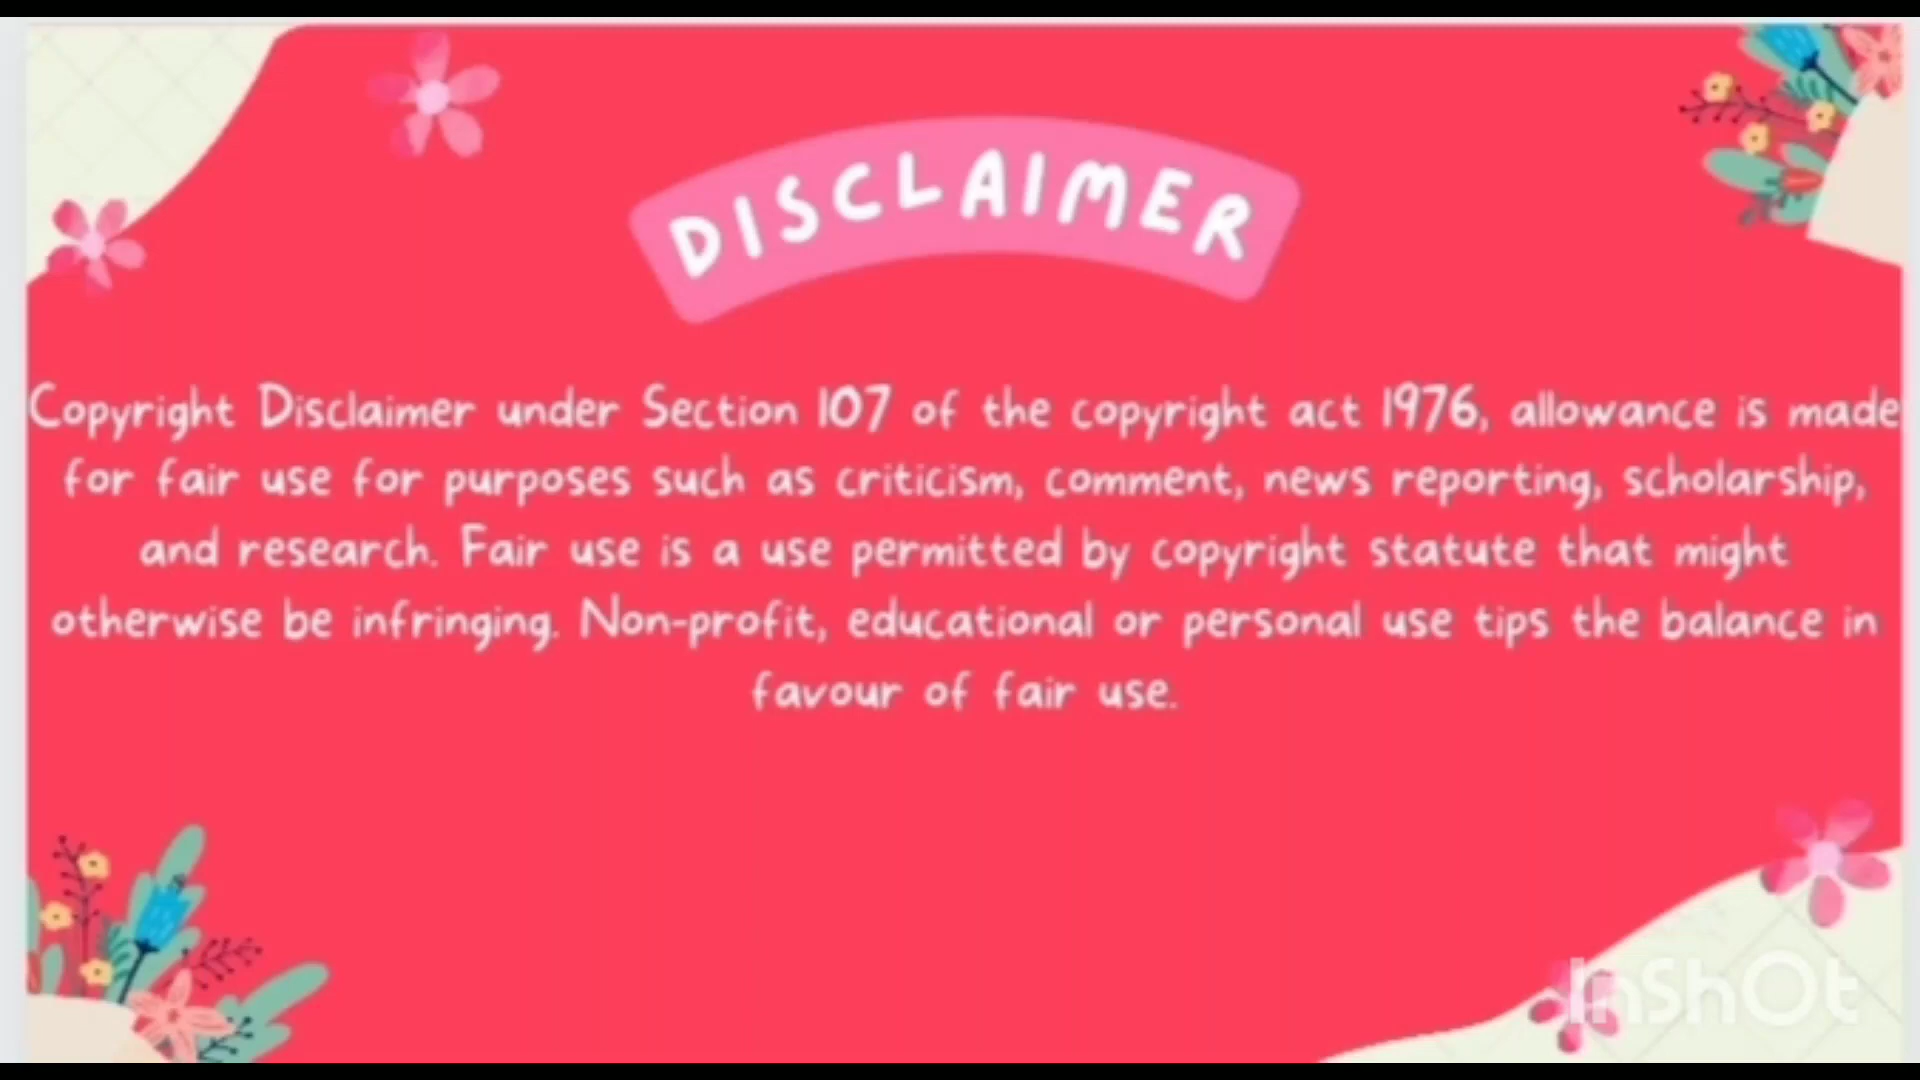 DISCLAIMER
Copyright Disclaimer under Section 107 of the copyright act 1976, allowance is made
for fair use for purposes such as criticism, comment, news reporting, scholarship,
and research. Fair use is a use permitted by copyright statute that might
otherwise be infringing. Non-profit, educational or personal use tips the balance in
favour of fair use.
InShOt